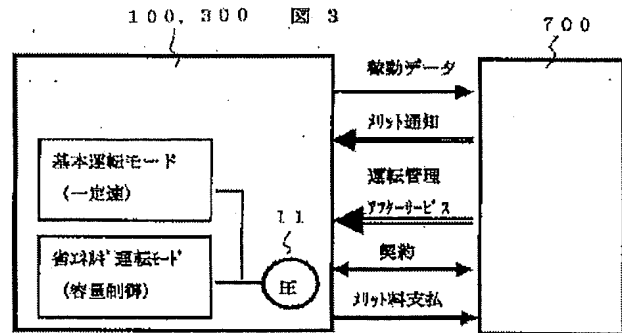 100, 300 図 3
700
稼動データ
メリット通知
基本運転モード
(一定速)
運転管理
アフターサービス
11
省エネルギ運転モード
(容量制御)
圧
契約
メリット料支払